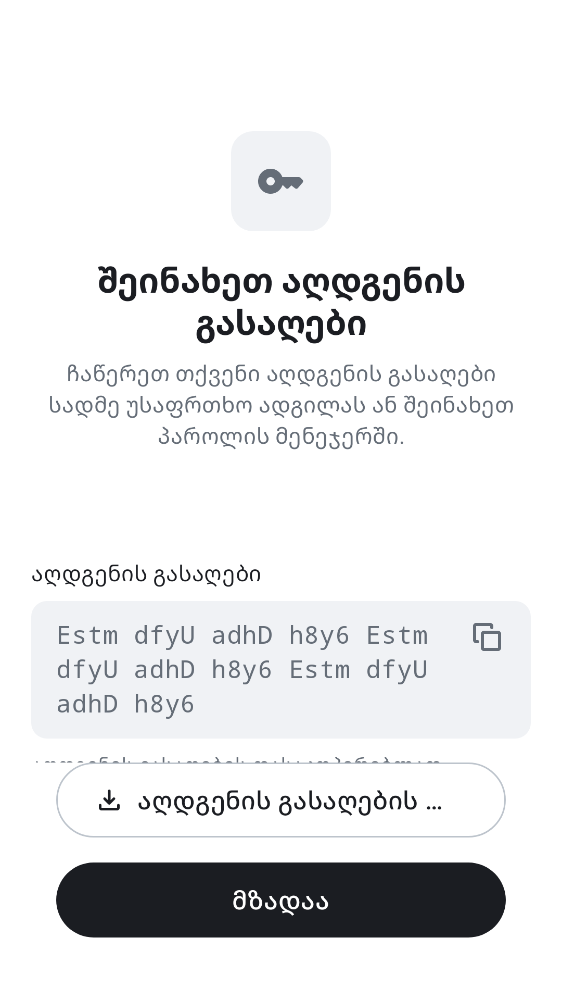 შეინახეთ აღდგენის
გასაღები
ჩაწერეთ თქვენი აღდგენის გასაღები
სადმე უსაფრთხო ადგილას ან შეინახეთ
პაროლის მენეჯერში.
აღდგენის გასაღები
Estm dfyU adhD h8y6 Estm
dfyU adhD h8y6 Estm dfyU
adhD h8y6
აღდგენის გასაღების ...
მზადაა